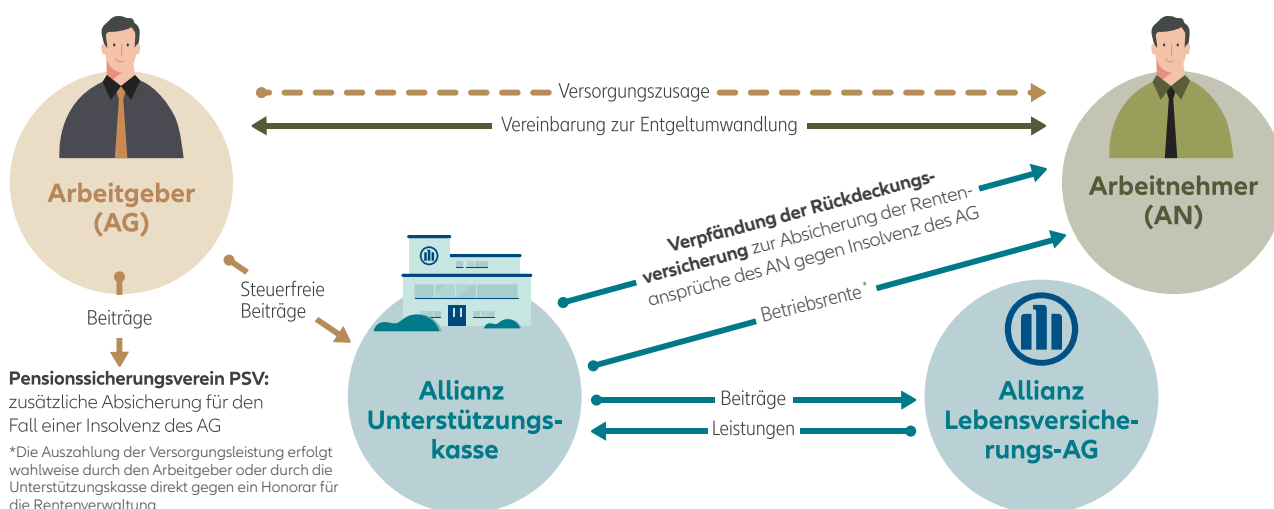 Versorgungszusage
Vereinbarung zur Entgeltumwandlung
Arbeitgeber
(AG)
Arbeitnehmer
(AN)
Verpfändung der Rückdeckungs-
versicherung zur Absicherung der Renten-
ansprüche des AN gegen Insolvenz des AG
Betriebsrente*
Steuerfreie
Beiträge
Beiträge
Pensionssicherungsverein PSV:
zusätzliche Absicherung für den
Fall einer Insolvenz des AG
*Die Auszahlung der Versorgungsleistung erfolgt
wahlweise durch den Arbeitgeber oder durch die
Unterstützungskasse direkt gegen ein Honorar für
die Rentenverwaltung
Allianz
Unterstützungs-
kasse
Beiträge
Leistungen
Allianz
Lebensversiche-
rungs-AG